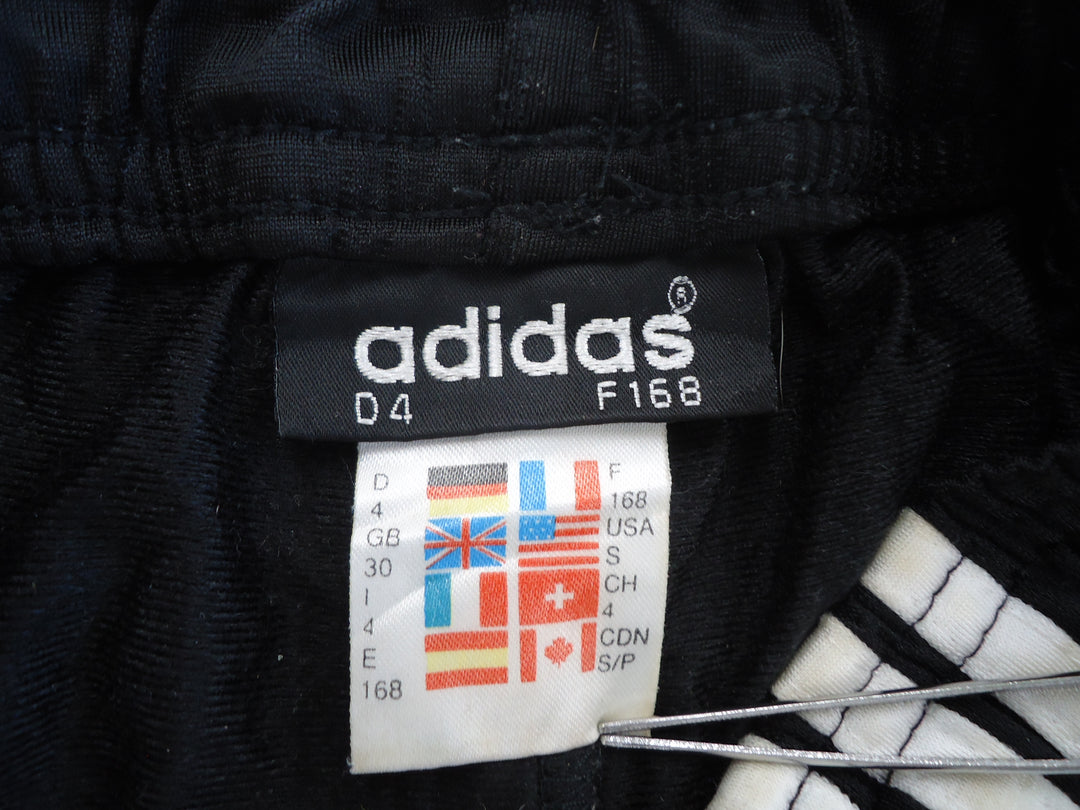 adidas®
D4 F168
D
4
GB
30
I
4
E
168
F
168
USA
S
CH
4
CDN
S/P